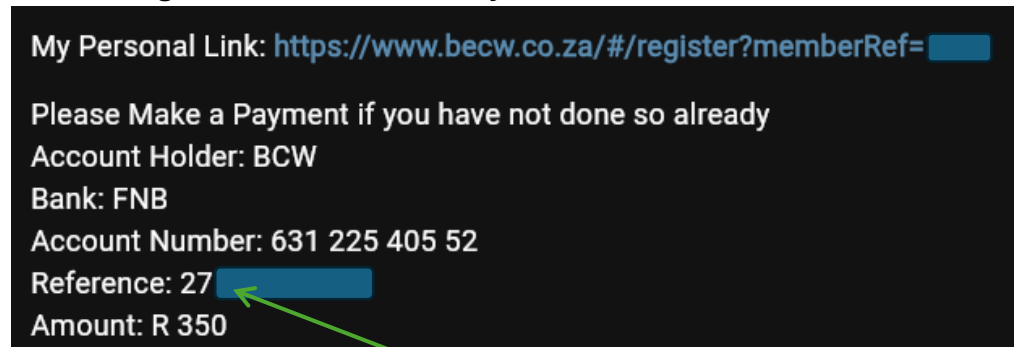 My Personal Link: https://www.becw.co.za/#/register?memberRef=
Please Make a Payment if you have not done so already
Account Holder: BCW
Bank: FNB
Account Number: 631 225 405 52
Reference: 27
Amount: R 350